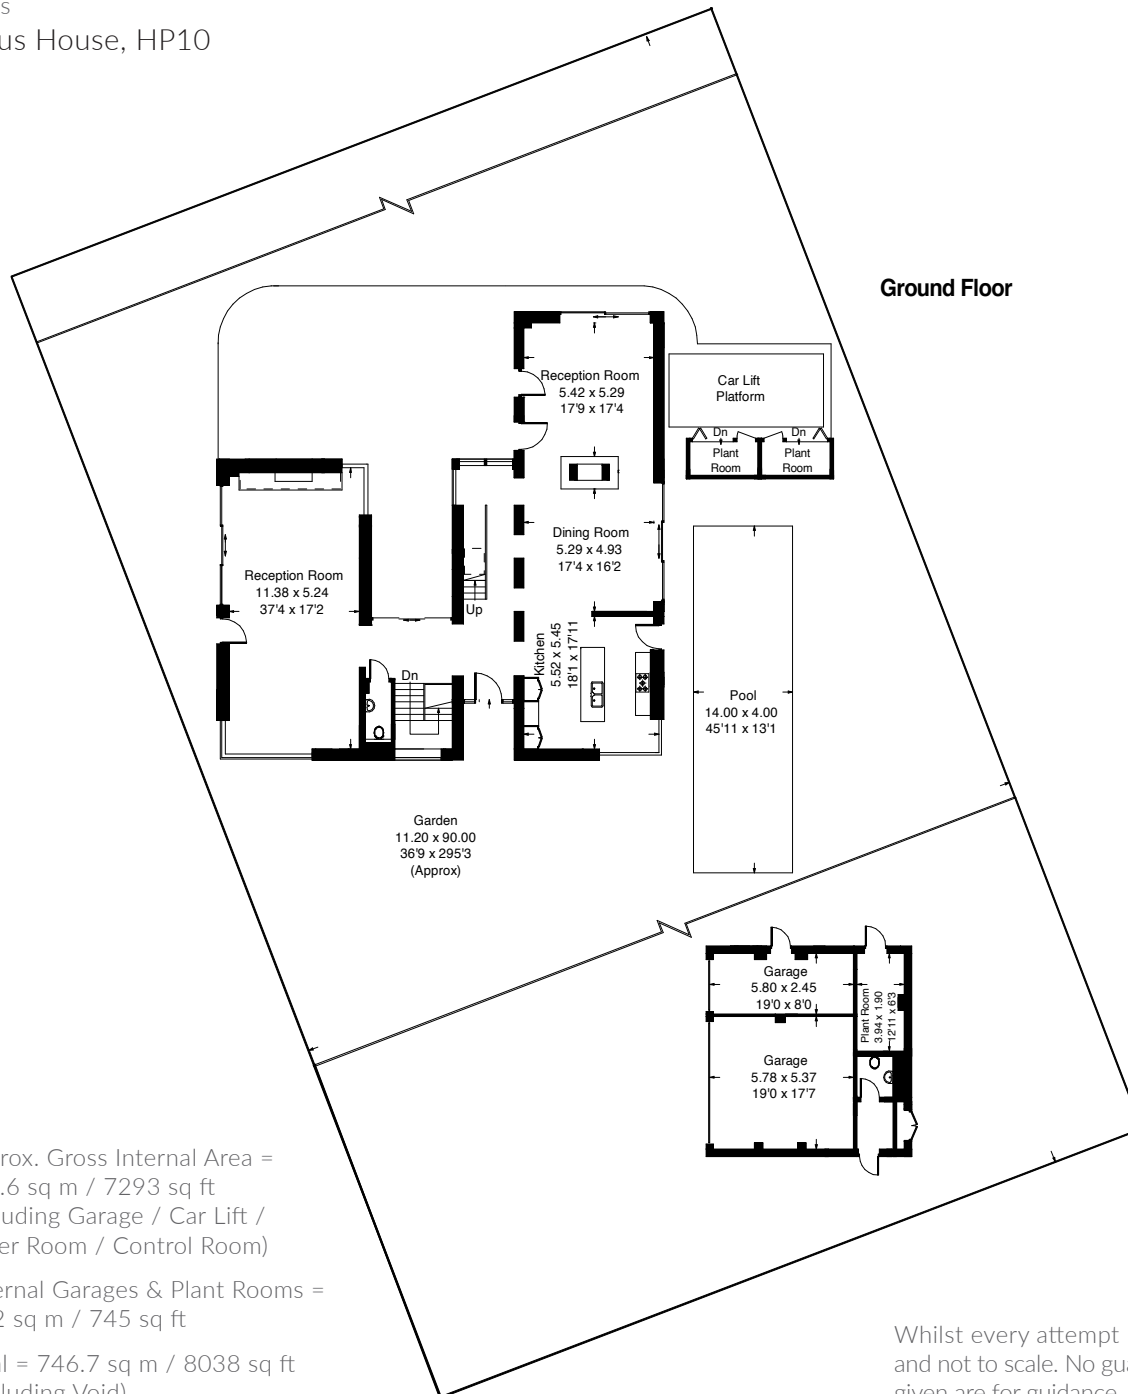 s
us House, HP10
Ground Floor
Reception Room
5.42 x 5.29
17'9 x 17'4
Car Lift
Platform
Dn
Dn
Plant
Room
Plant
Room
Dining Room
5.29 x 4.93
17'4 x 16'2
Reception Room
11.38 x 5.24
37'4 x 17'2
Up
Kitchen
5.52 x 5.45
18'1 x 17'11
Dn
Pool
14.00 x 4.00
45'11 x 13'1
Garden
11.20 x 90.00
36'9 x 295'3
(Approx)
Garage
5.80 x 2.45
19'0 x 8'0
Plant Room
3.94 x 1.90
12'11 x 6'3
Garage
5.78 x 5.37
19'0 x 17'7
rox. Gross Internal Area =
.6 sq m / 7293 sq ft
uding Garage / Car Lift /
er Room / Control Room)
ernal Garages & Plant Rooms =
2 sq m / 745 sq ft
al = 746.7 sq m / 8038 sq ft
luding Void)
Whilst every attempt
and not to scale. No gua
given are for guidance